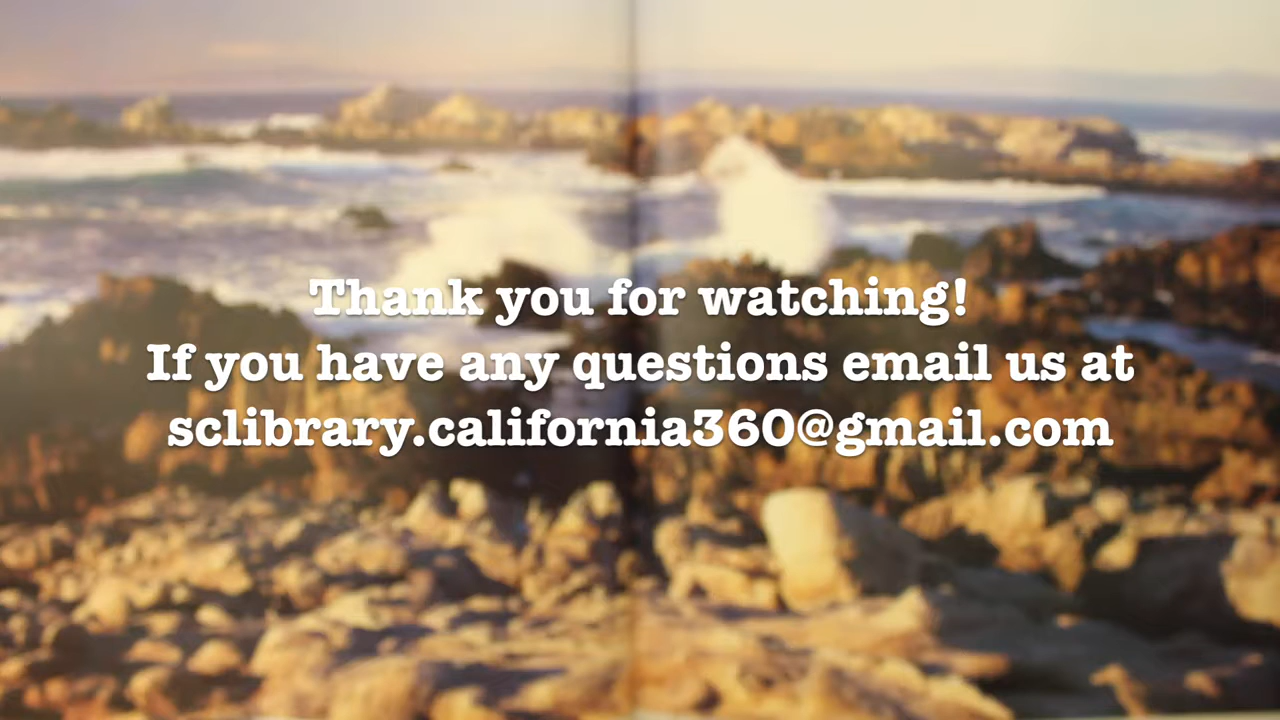 Thank you for watching!
If you have any questions email us at
sclibrary.california360@gmail.com